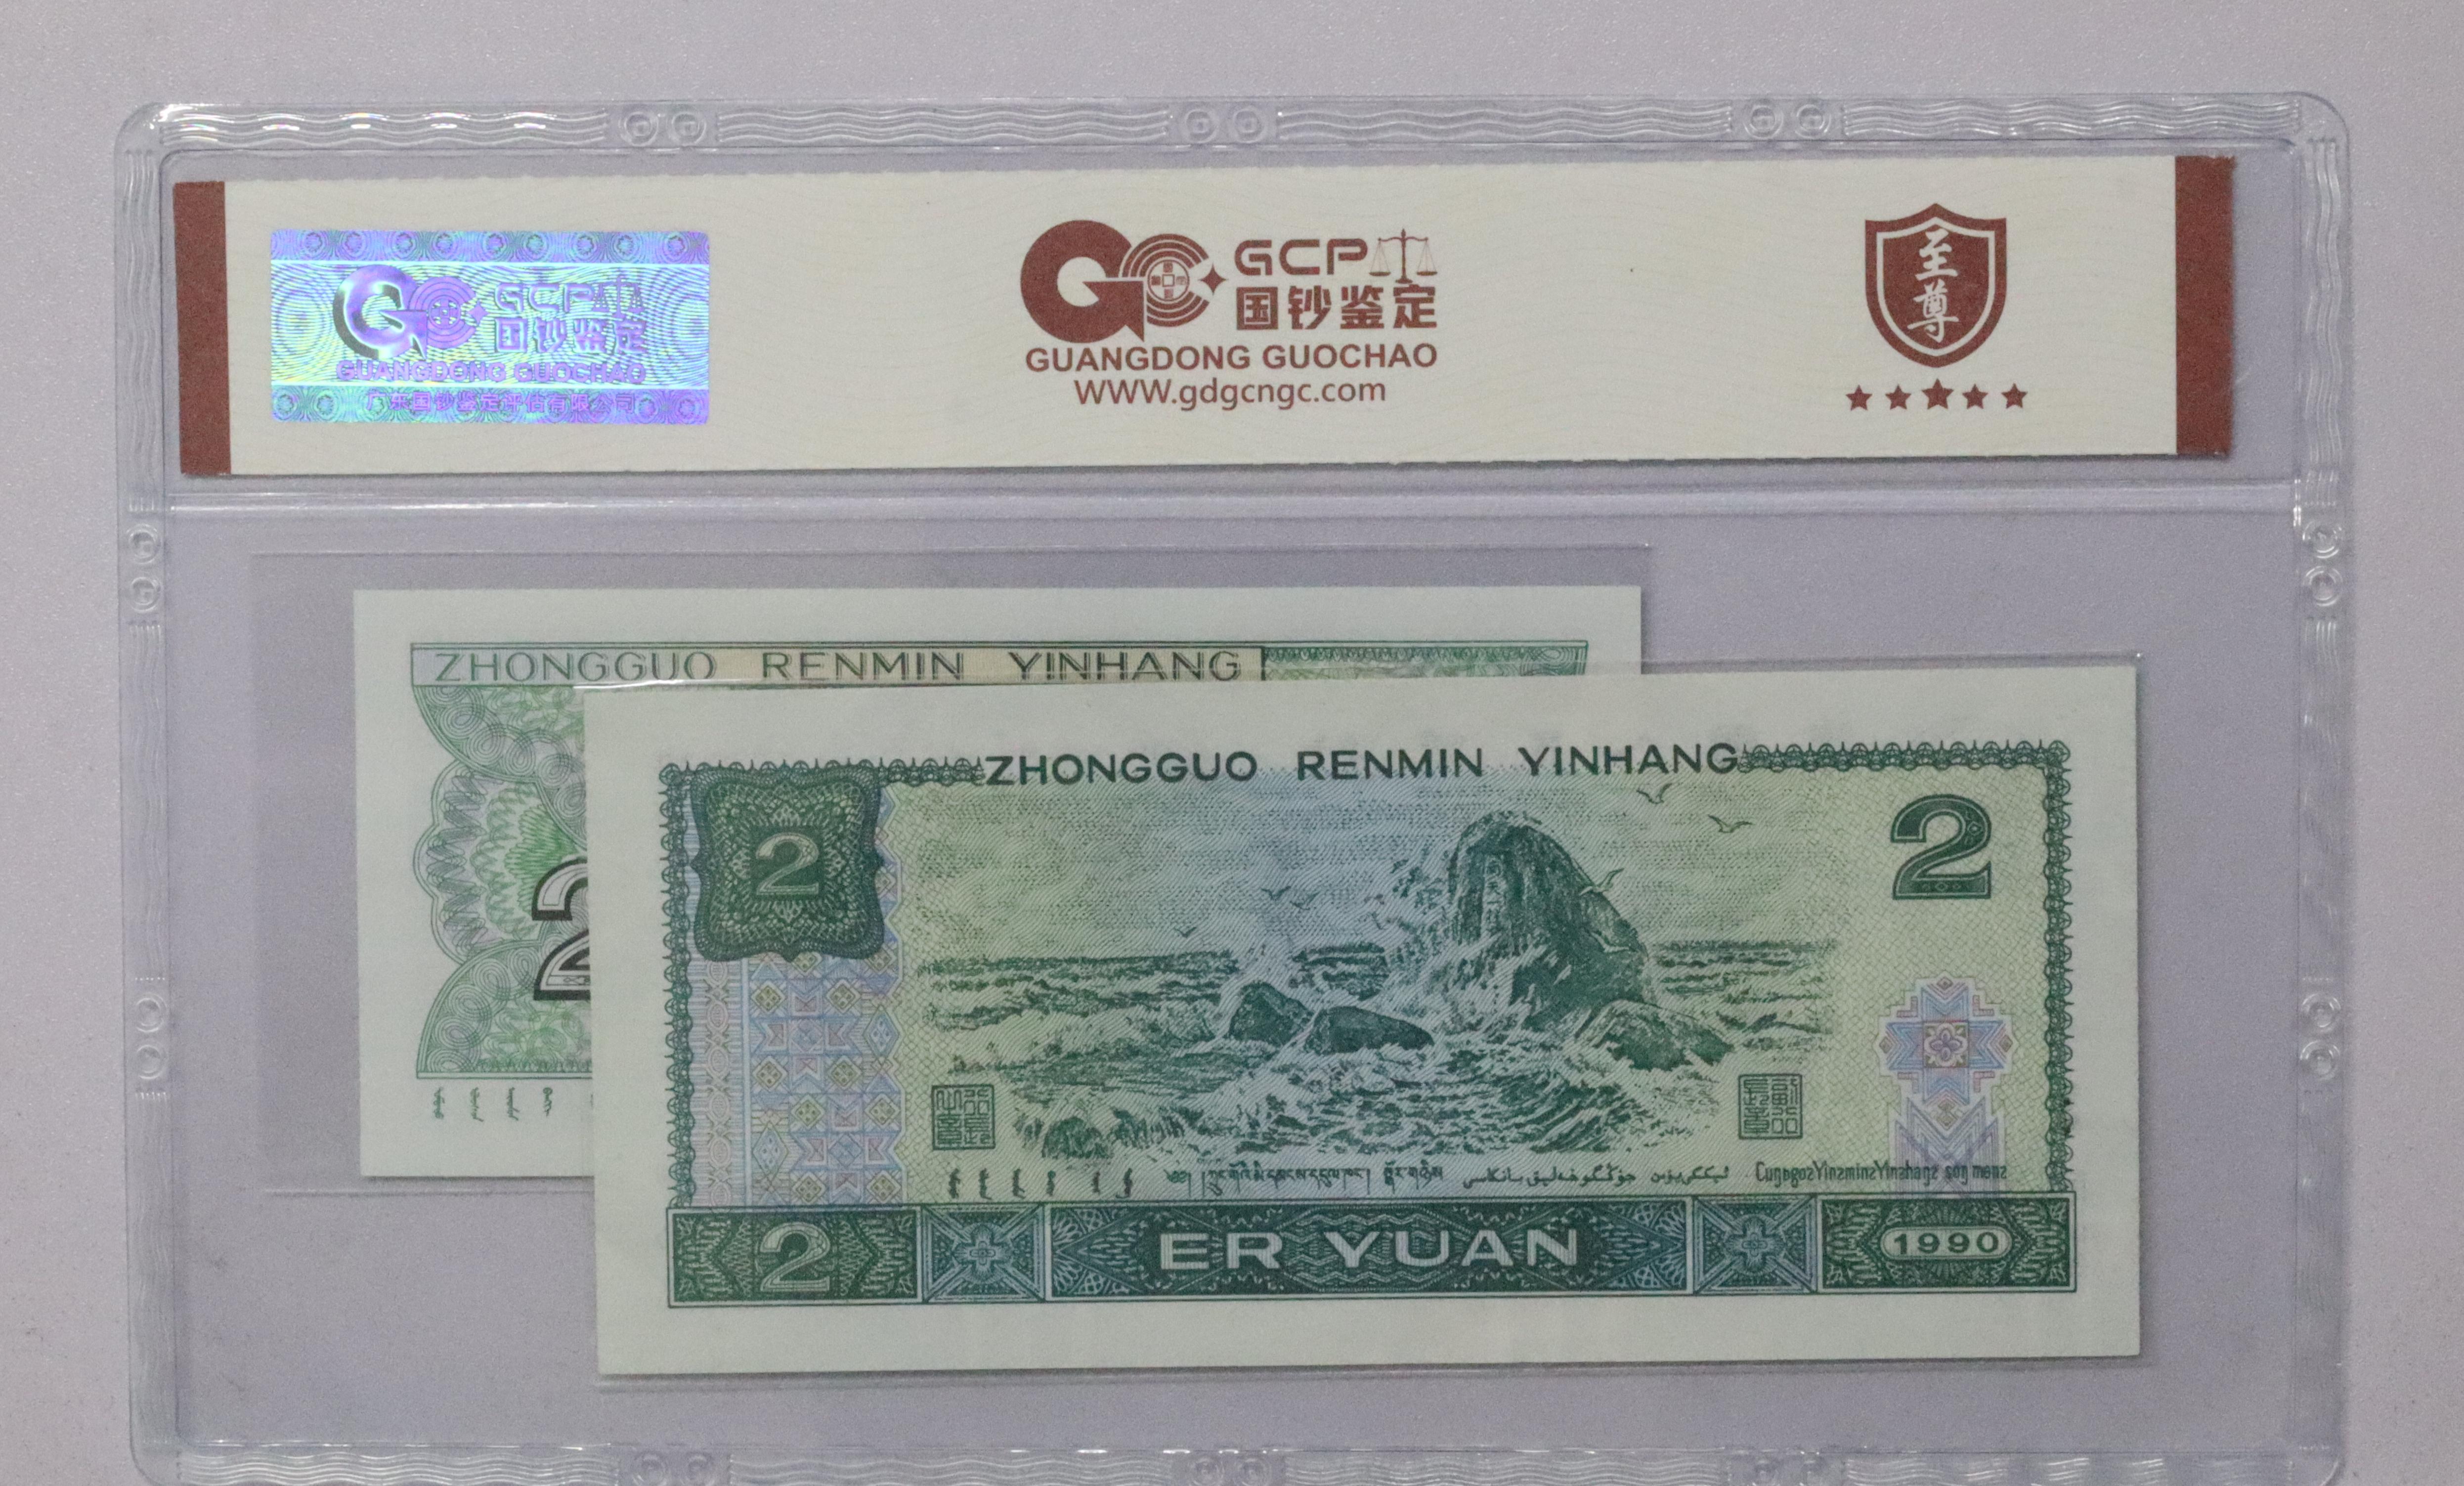 GCP
国钞鉴定
GUANGDONG GUOCHAO
广东国钞鉴定评估有限公司
GCP
国钞鉴定
GUANGDONG GUOCHAO
WWW.gdgcngc.com
至尊
ZHONGGUO RENMIN YINHANG
2
ZHONGGUO RENMIN YINHANG
2
2
2
ER YUAN
1990